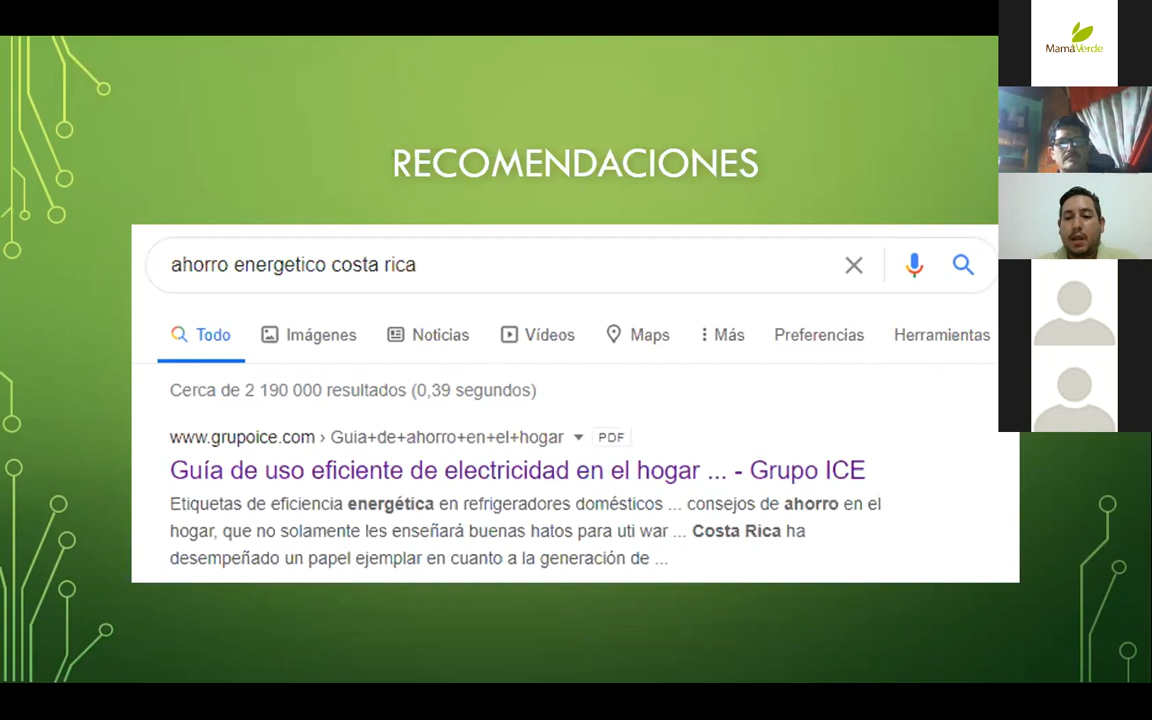 MamáVerde
RECOMENDACIONES
ahorro energetico costa rica
Todo Imágenes Noticias Vídeos Maps Más Preferencias Herramientas
Cerca de 2 190 000 resultados (0,39 segundos)
www.grupoice.com › Guia+de+ahorro+en+el+hogar PDF
Guía de uso eficiente de electricidad en el hogar ... - Grupo ICE
Etiquetas de eficiencia energética en refrigeradores domésticos ... consejos de ahorro en el
hogar, que no solamente les enseñará buenas hatos para uti war ... Costa Rica ha
desempeñado un papel ejemplar en cuanto a la generación de ...